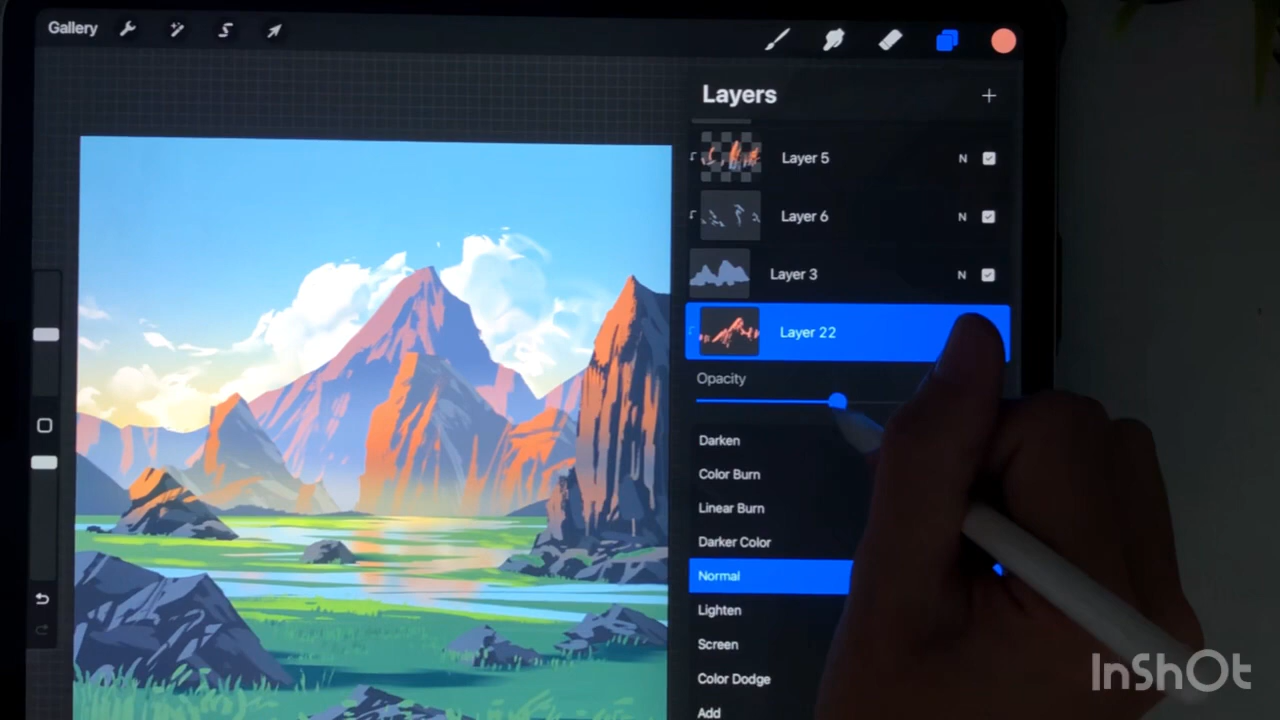 Gallery
Layers
Layer 5 N
Layer 6 N
Layer 3 N
Layer 22
Opacity
Darken
Color Burn
Linear Burn
Darker Color
Normal
Lighten
Screen
Color Dodge
Add
InShOt